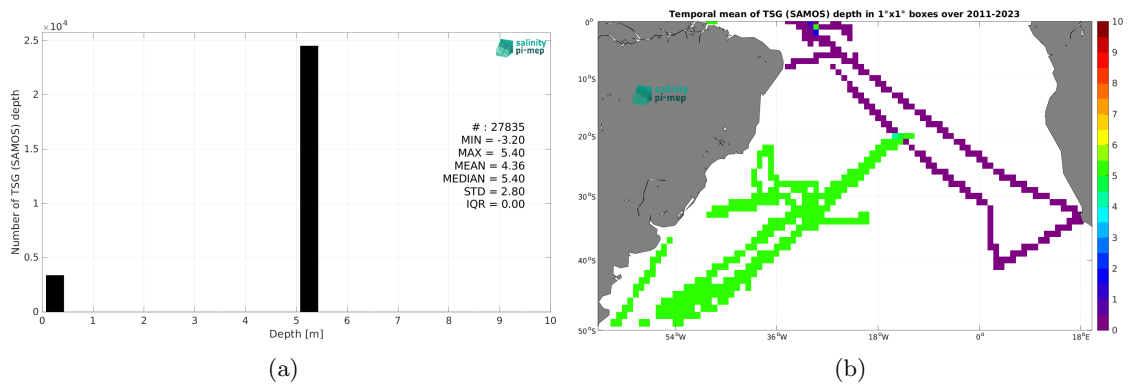 ×10⁴
2.5
2
1.5
1
0.5
0
0 1 2 3 4 5 6 7 8 9 10
Number of TSG (SAMOS) depth
Depth [m]
salinity
pi-mep
# : 27835
MIN = -3.20
MAX = 5.40
MEAN = 4.36
MEDIAN = 5.40
STD = 2.80
IQR = 0.00
(a)
Temporal mean of TSG (SAMOS) depth in 1°x1° boxes over 2011-2023
0°
10°S
20°S
30°S
40°S
50°S
54°W 36°W 18°W 0° 18°E
salinity
pi-mep
10
9
8
7
6
5
4
3
2
1
0
(b)